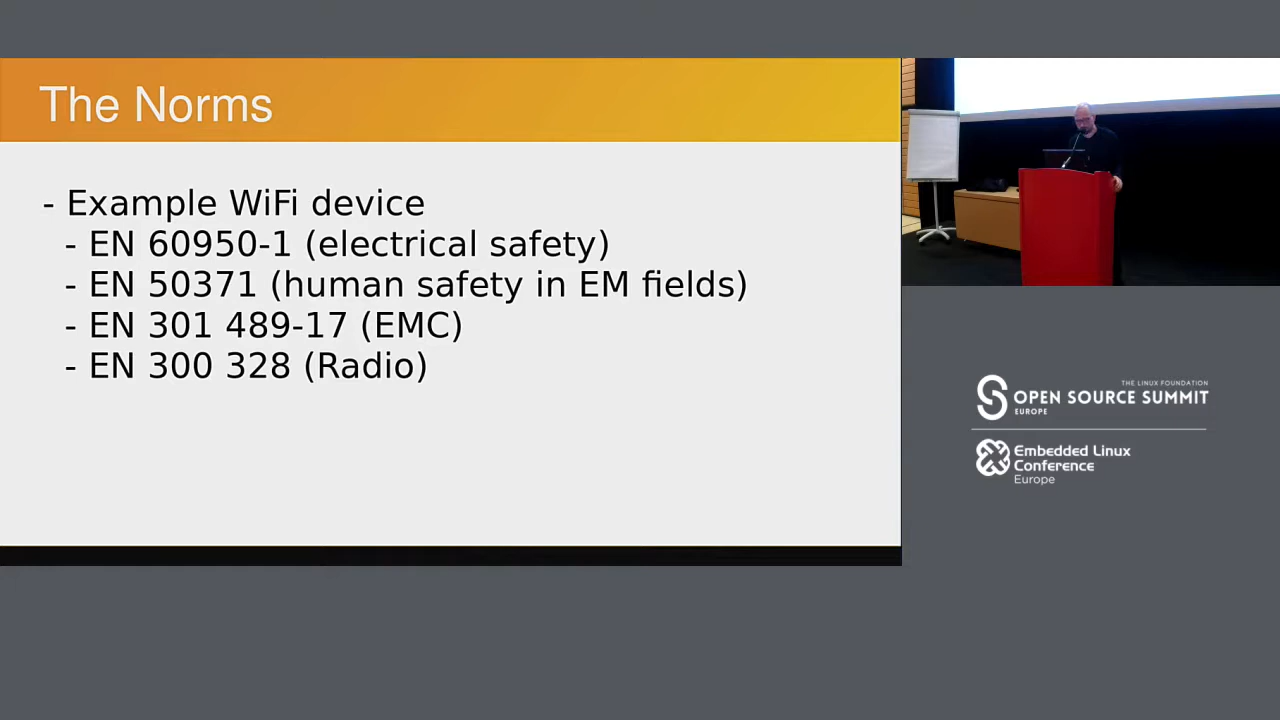 The Norms
- Example WiFi device
- EN 60950-1 (electrical safety)
- EN 50371 (human safety in EM fields)
- EN 301 489-17 (EMC)
- EN 300 328 (Radio)
THE LINUX FOUNDATION
OPEN SOURCE SUMMIT
EUROPE
Embedded Linux
Conference
Europe